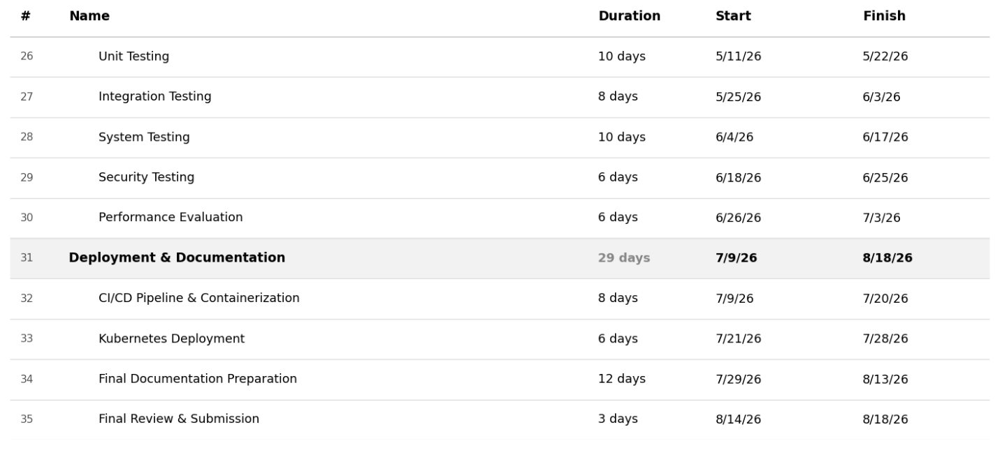 # Name Duration Start Finish
26 Unit Testing 10 days 5/11/26 5/22/26
27 Integration Testing 8 days 5/25/26 6/3/26
28 System Testing 10 days 6/4/26 6/17/26
29 Security Testing 6 days 6/18/26 6/25/26
30 Performance Evaluation 6 days 6/26/26 7/3/26
31 Deployment & Documentation 29 days 7/9/26 8/18/26
32 CI/CD Pipeline & Containerization 8 days 7/9/26 7/20/26
33 Kubernetes Deployment 6 days 7/21/26 7/28/26
34 Final Documentation Preparation 12 days 7/29/26 8/13/26
35 Final Review & Submission 3 days 8/14/26 8/18/26